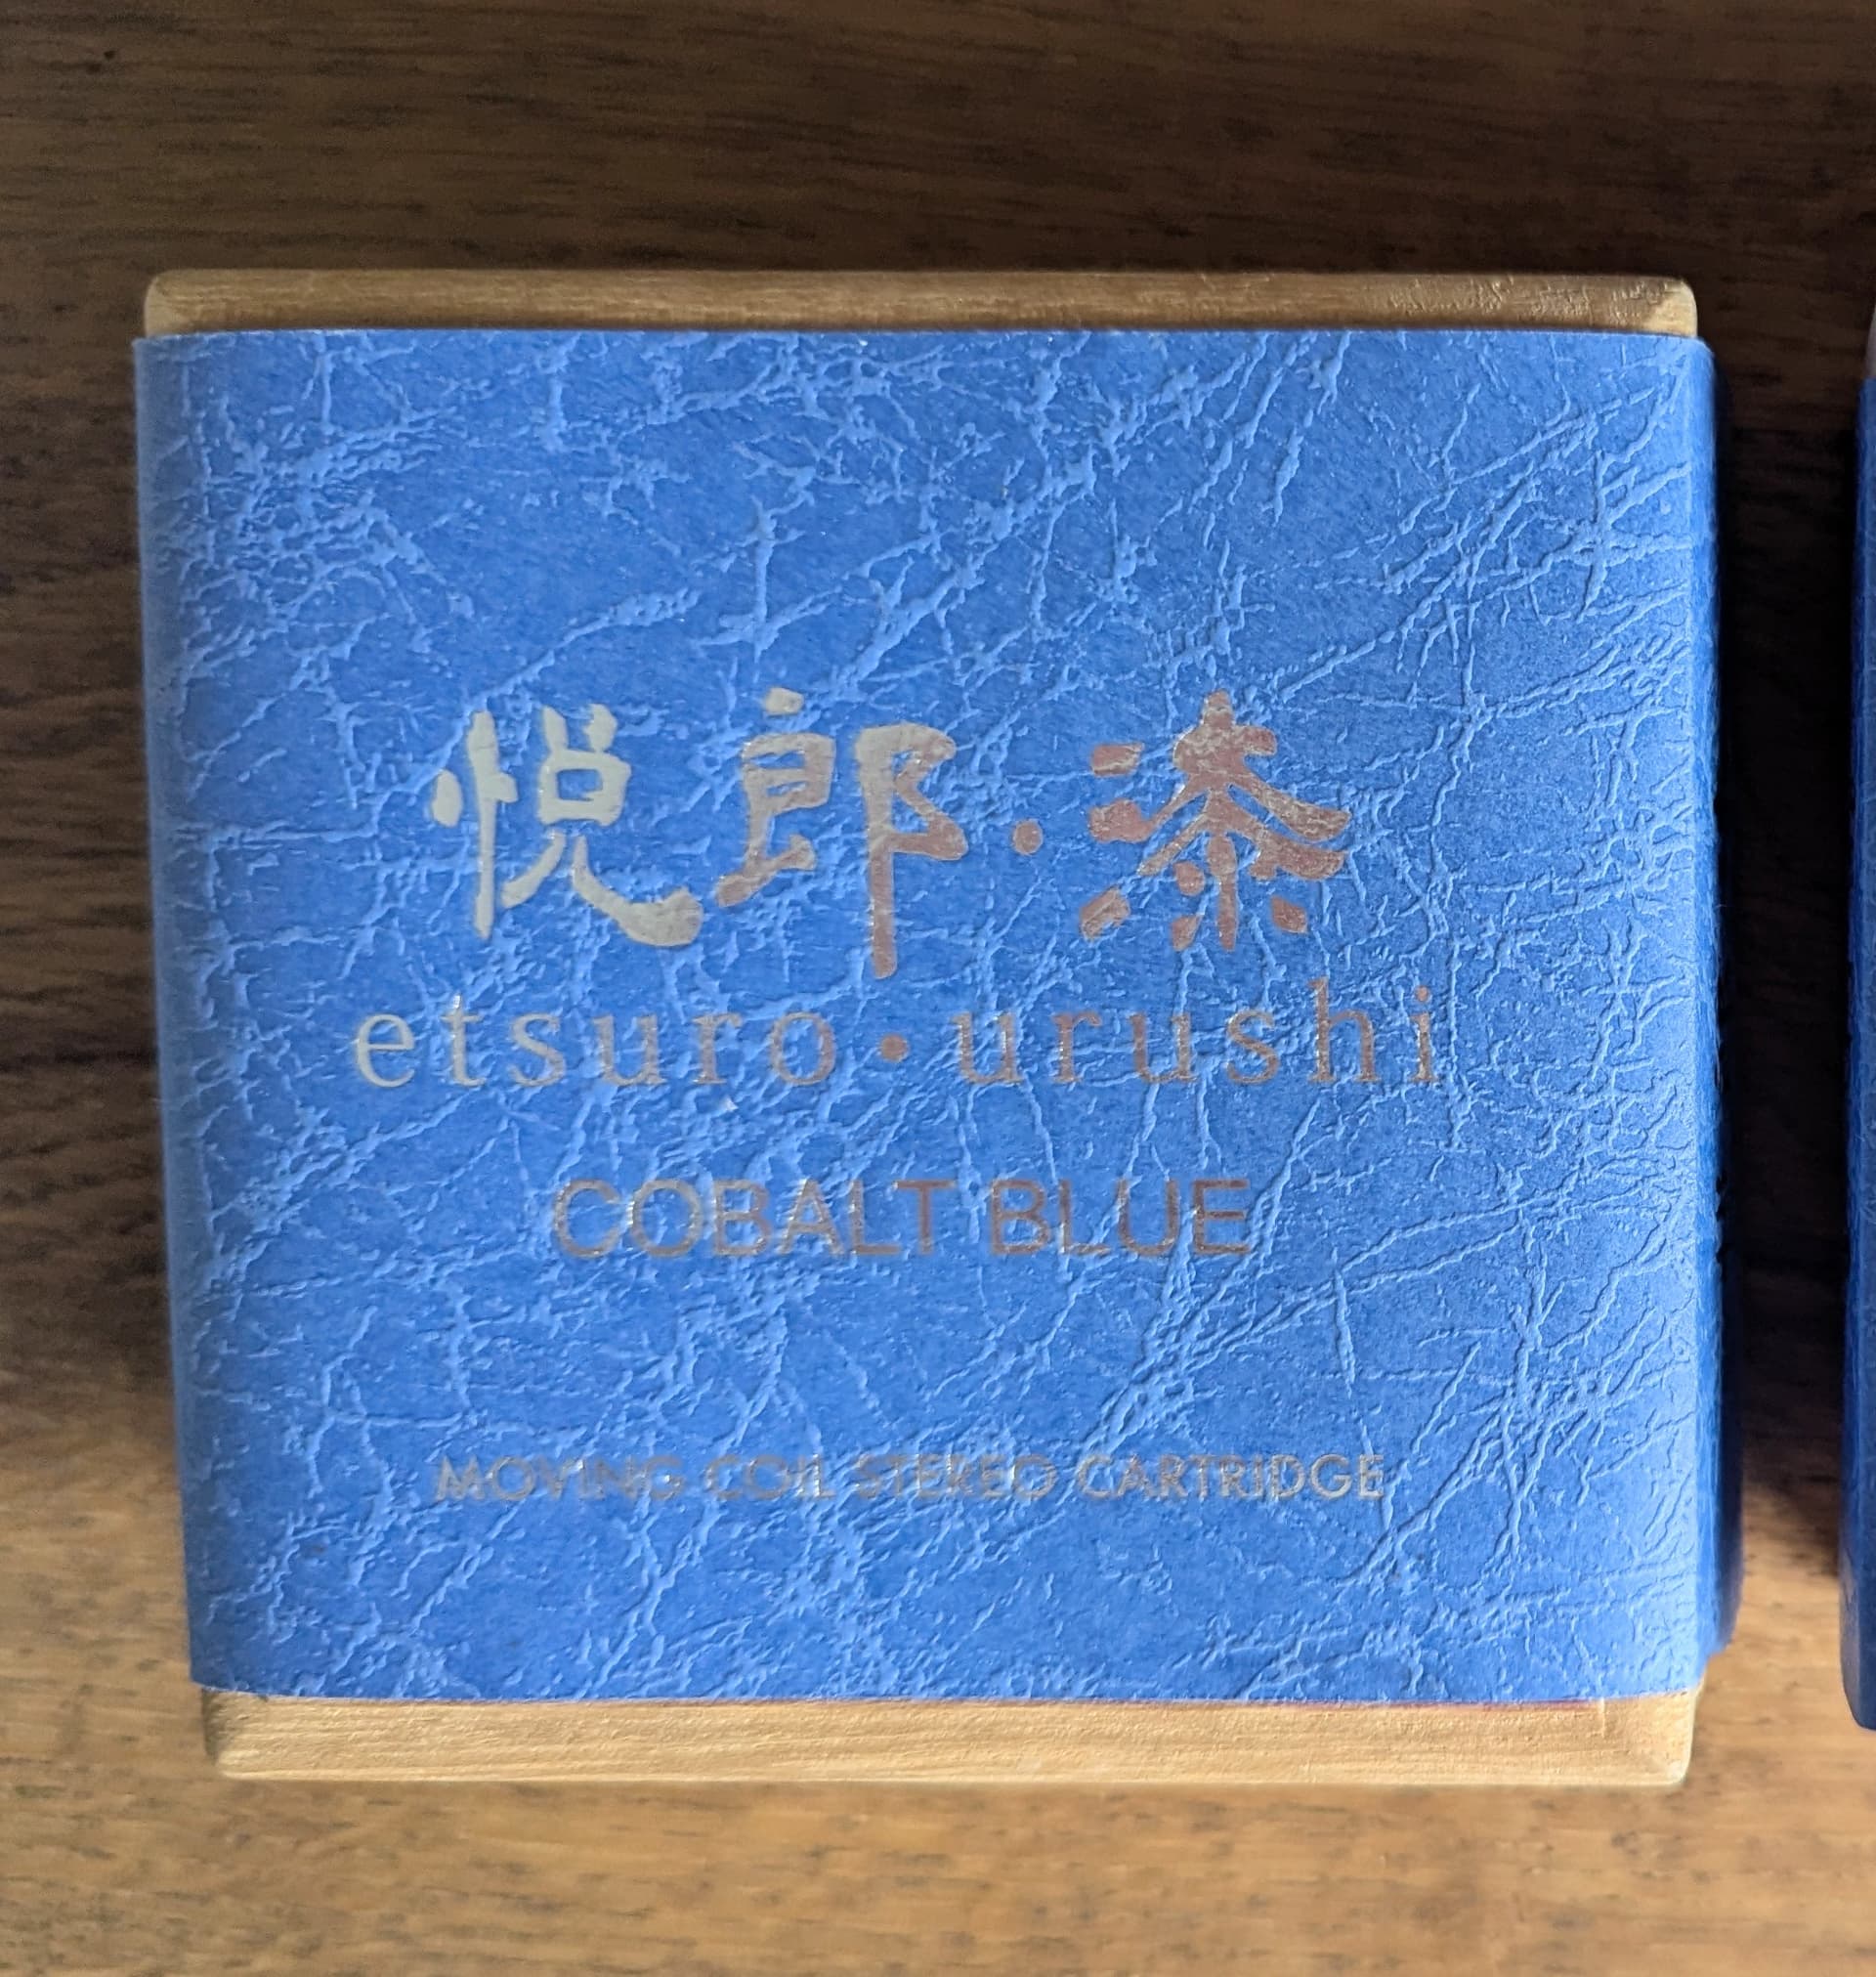 悦郎・漆
etsuro・urushi
COBALT BLUE
MOVING COIL STEREO CARTRIDGE